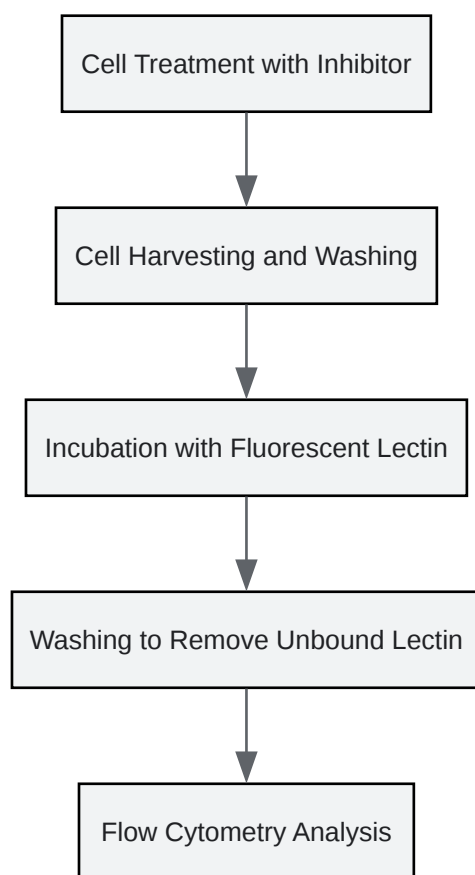 Cell Treatment with Inhibitor
Cell Harvesting and Washing
Incubation with Fluorescent Lectin
Washing to Remove Unbound Lectin
Flow Cytometry Analysis